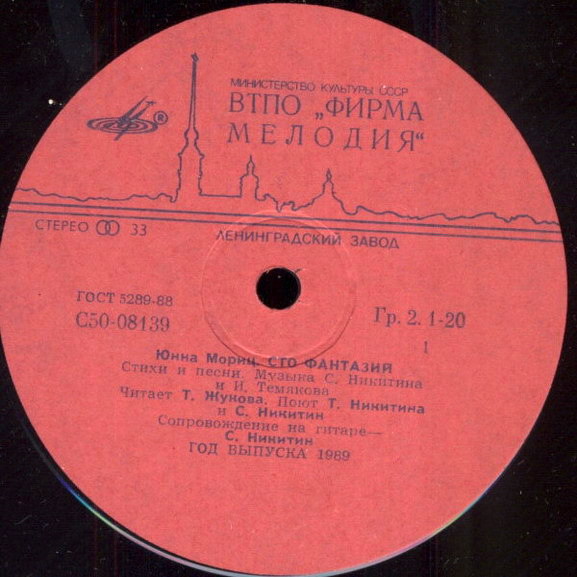 МИНИСТЕРСТВО КУЛЬТУРЫ СССР
ВТПО „ФИРМА
МЕЛОДИЯ“
®
СТЕРЕО 33
ЛЕНИНГРАДСКИЙ ЗАВОД
ГОСТ 5289-88
С50-08139
Гр. 2. 1-20
1
Юнна Мориц. СТО ФАНТАЗИЙ
Стихи и песни. Музыка С. Никитина
и И. Темнкова
Читает Т. Жукова. Поют Т. Никитина
и С. Никитин
Сопровождение на гитаре—
С. Никитин
ГОД ВЫПУСКА 1989